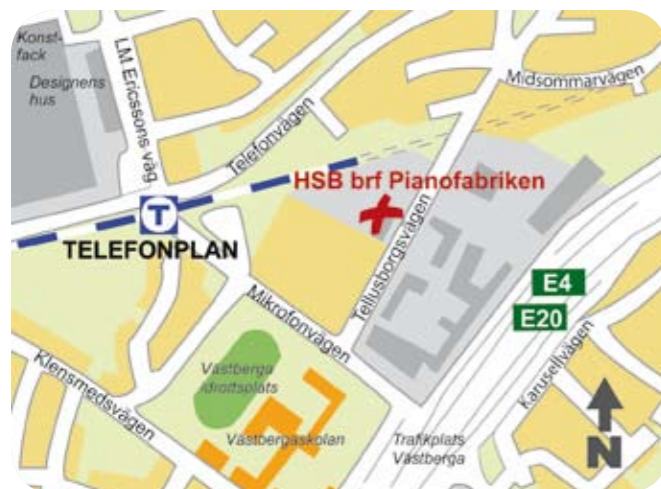 Konst-
fack
Designens
hus
LM Ericssons väg
Telefonvägen
Midsommarvägen
HSB brf Pianofabriken
T
TELEFONPLAN
Tellusborgsvägen
Mikrofonvägen
E4
E20
Karusellvägen
Klensmedsvägen
Västberga
idrottsplats
Västbergaskolan
Trafikplats
Västberga
N